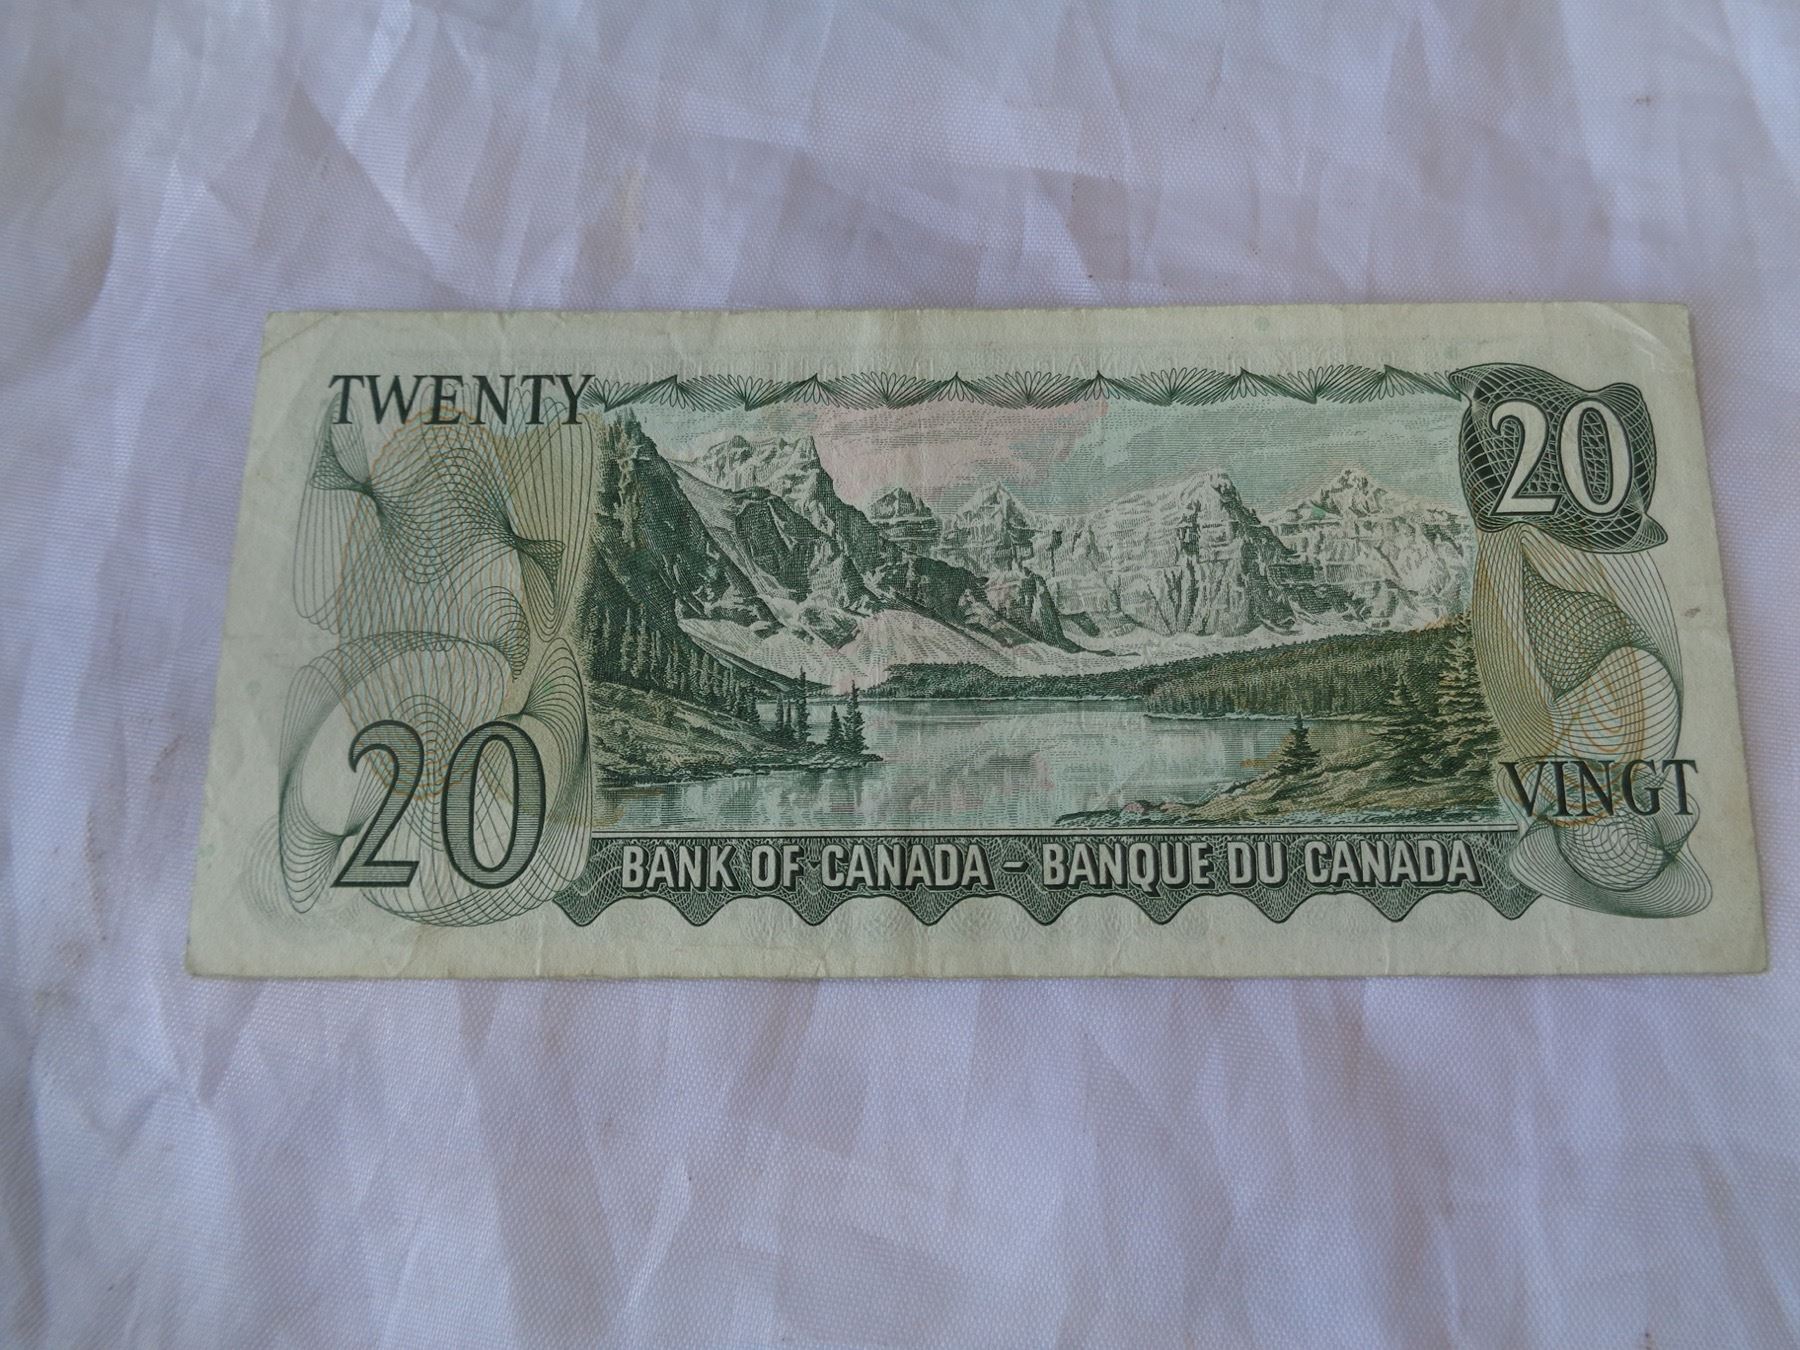 TWENTY
20
20
VINGT
BANK OF CANADA - BANQUE DU CANADA